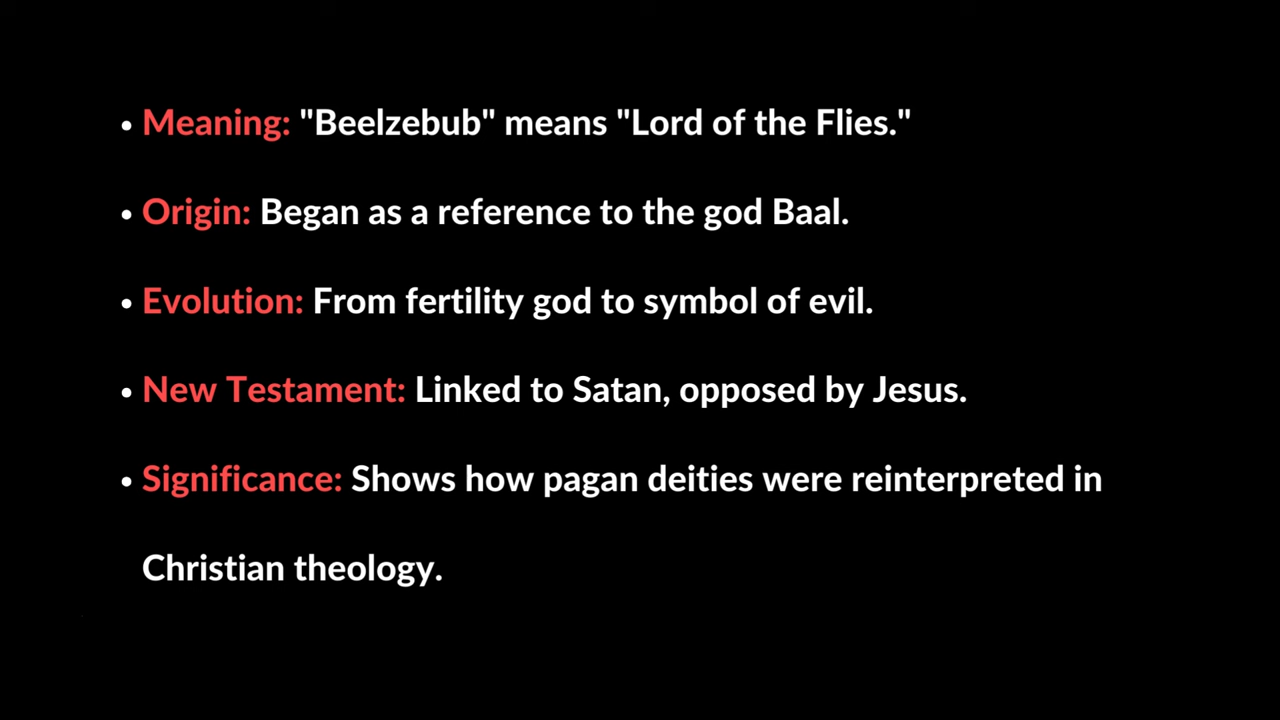 • Meaning: "Beelzebub" means "Lord of the Flies."
• Origin: Began as a reference to the god Baal.
• Evolution: From fertility god to symbol of evil.
• New Testament: Linked to Satan, opposed by Jesus.
• Significance: Shows how pagan deities were reinterpreted in
Christian theology.